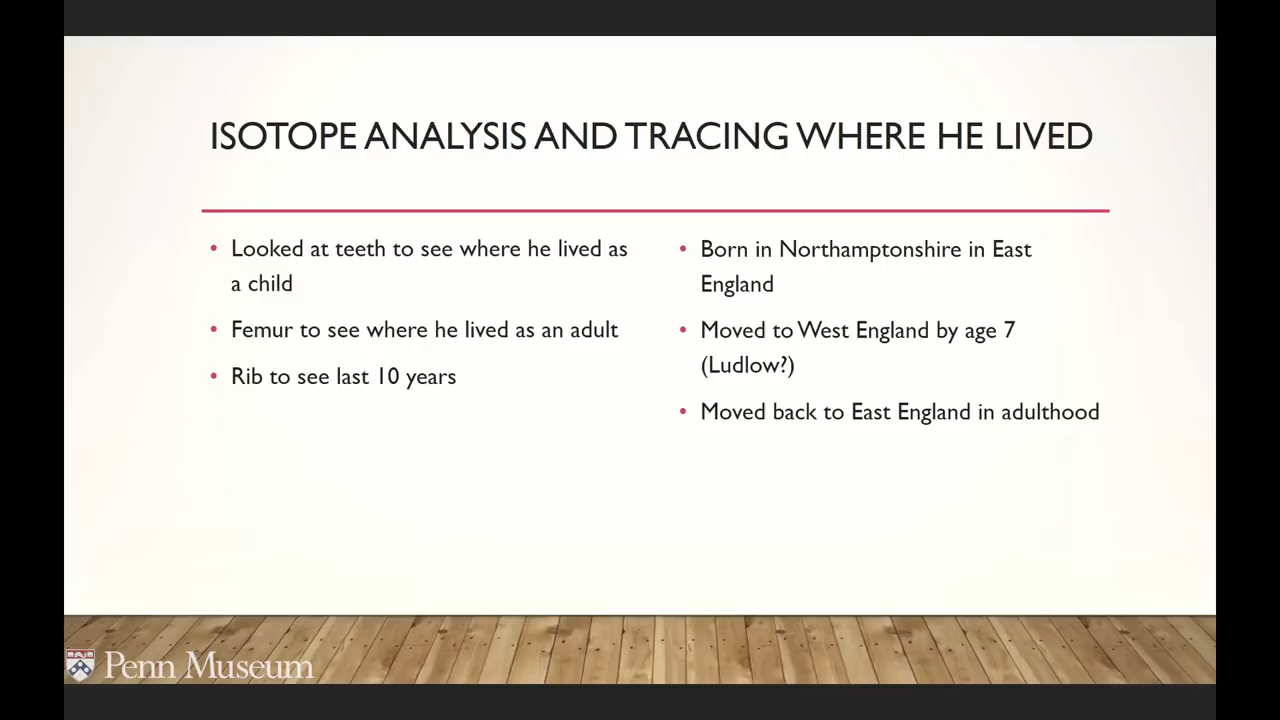 ISOTOPE ANALYSIS AND TRACING WHERE HE LIVED
• Looked at teeth to see where he lived as
a child
• Femur to see where he lived as an adult
• Rib to see last 10 years
• Born in Northamptonshire in East
England
• Moved to West England by age 7
(Ludlow?)
• Moved back to East England in adulthood
Penn Museum